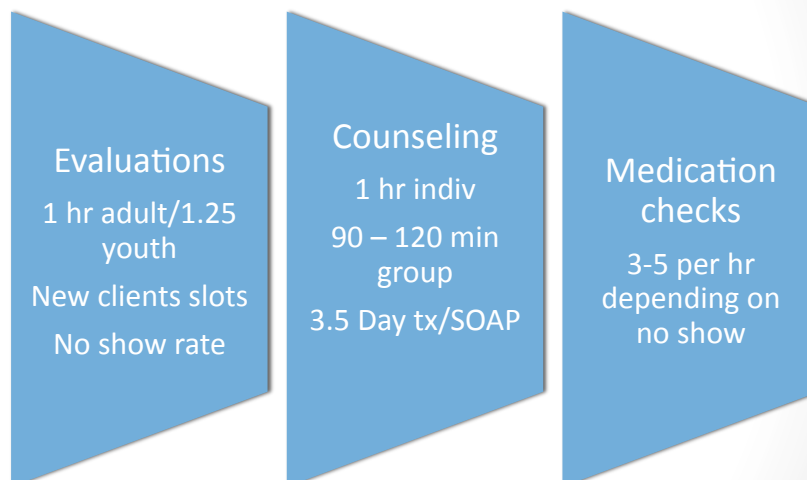 Evaluations
1 hr adult/1.25
youth
New clients slots
No show rate
Counseling
1 hr indiv
90 – 120 min
group
3.5 Day tx/SOAP
Medication
checks
3-5 per hr
depending on
no show